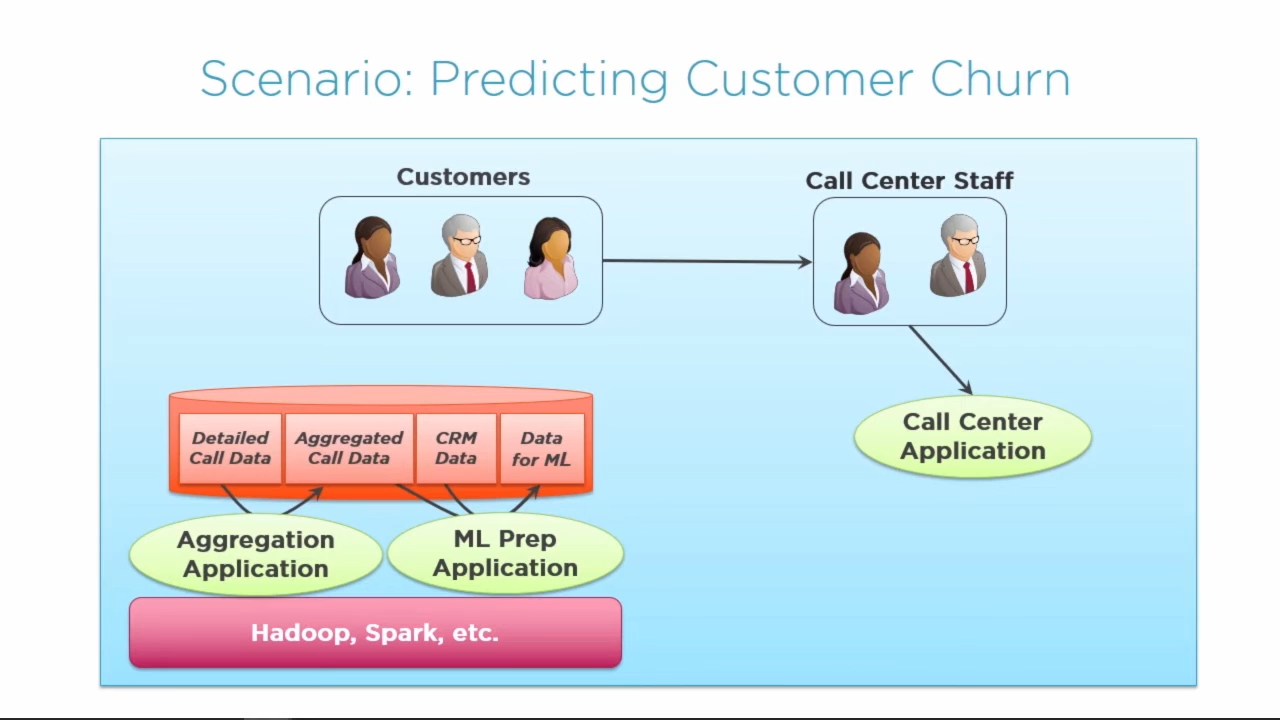 Scenario: Predicting Customer Churn
Customers
Call Center Staff
Call Center
Application
Detailed
Call Data
Aggregated
Call Data
CRM
Data
Data
for ML
Aggregation
Application
ML Prep
Application
Hadoop, Spark, etc.